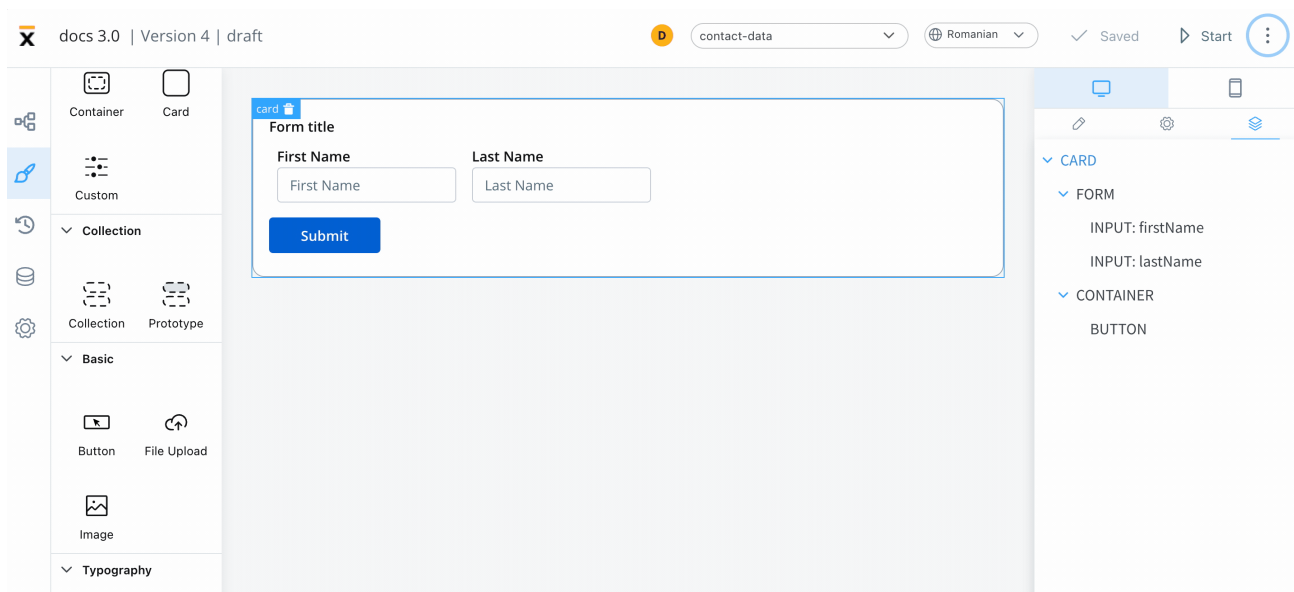 docs 3.0 | Version 4 | draft
D
contact-data
Romanian
Saved
Start
Container
Card
Custom
Collection
Collection
Prototype
Basic
Button
File Upload
Image
Typography
card
Form title
First Name
Last Name
First Name
Last Name
Submit
CARD
FORM
INPUT: firstName
INPUT: lastName
CONTAINER
BUTTON